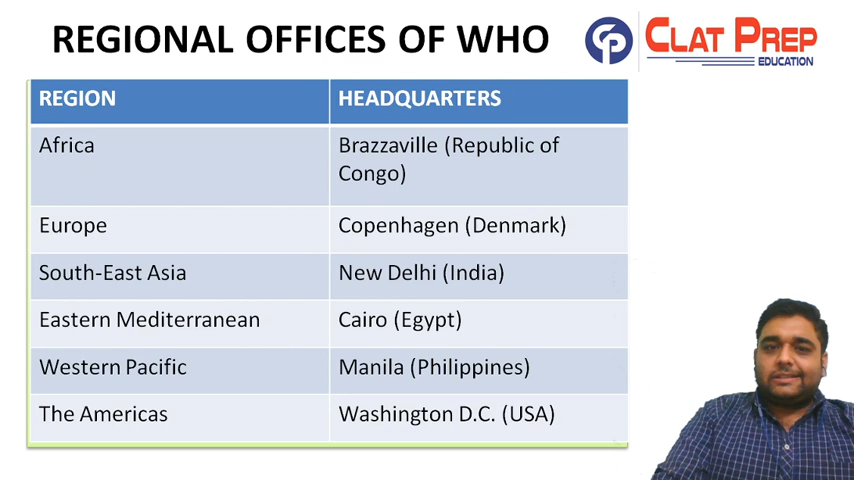 REGIONAL OFFICES OF WHO
CP CLAT PREP
EDUCATION
REGION HEADQUARTERS
Africa Brazzaville (Republic of
Congo)
Europe Copenhagen (Denmark)
South-East Asia New Delhi (India)
Eastern Mediterranean Cairo (Egypt)
Western Pacific Manila (Philippines)
The Americas Washington D.C. (USA)